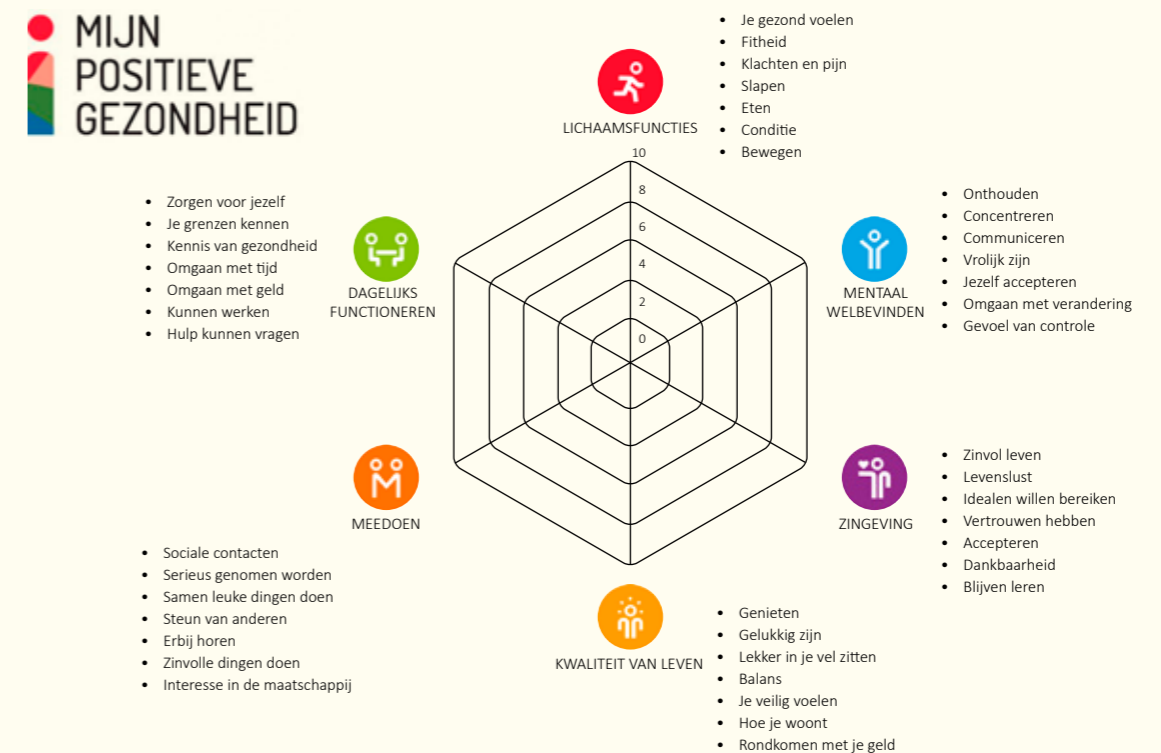 MIJN
POSITIEVE
GEZONDHEID
LICHAAMSFUNCTIES
• Je gezond voelen
• Fitheid
• Klachten en pijn
• Slapen
• Eten
• Conditie
• Bewegen
MENTAAL
WELBEVINDEN
• Onthouden
• Concentreren
• Communiceren
• Vrolijk zijn
• Jezelf accepteren
• Omgaan met verandering
• Gevoel van controle
ZINGEVING
• Zinvol leven
• Levenslust
• Idealen willen bereiken
• Vertrouwen hebben
• Accepteren
• Dankbaarheid
• Blijven leren
KWALITEIT VAN LEVEN
• Genieten
• Gelukkig zijn
• Lekker in je vel zitten
• Balans
• Je veilig voelen
• Hoe je woont
• Rondkomen met je geld
MEEDOEN
• Sociale contacten
• Serieus genomen worden
• Samen leuke dingen doen
• Steun van anderen
• Erbij horen
• Zinvolle dingen doen
• Interesse in de maatschappij
DAGELIJKS
FUNCTIONEREN
• Zorgen voor jezelf
• Je grenzen kennen
• Kennis van gezondheid
• Omgaan met tijd
• Omgaan met geld
• Kunnen werken
• Hulp kunnen vragen
10
8
6
4
2
0